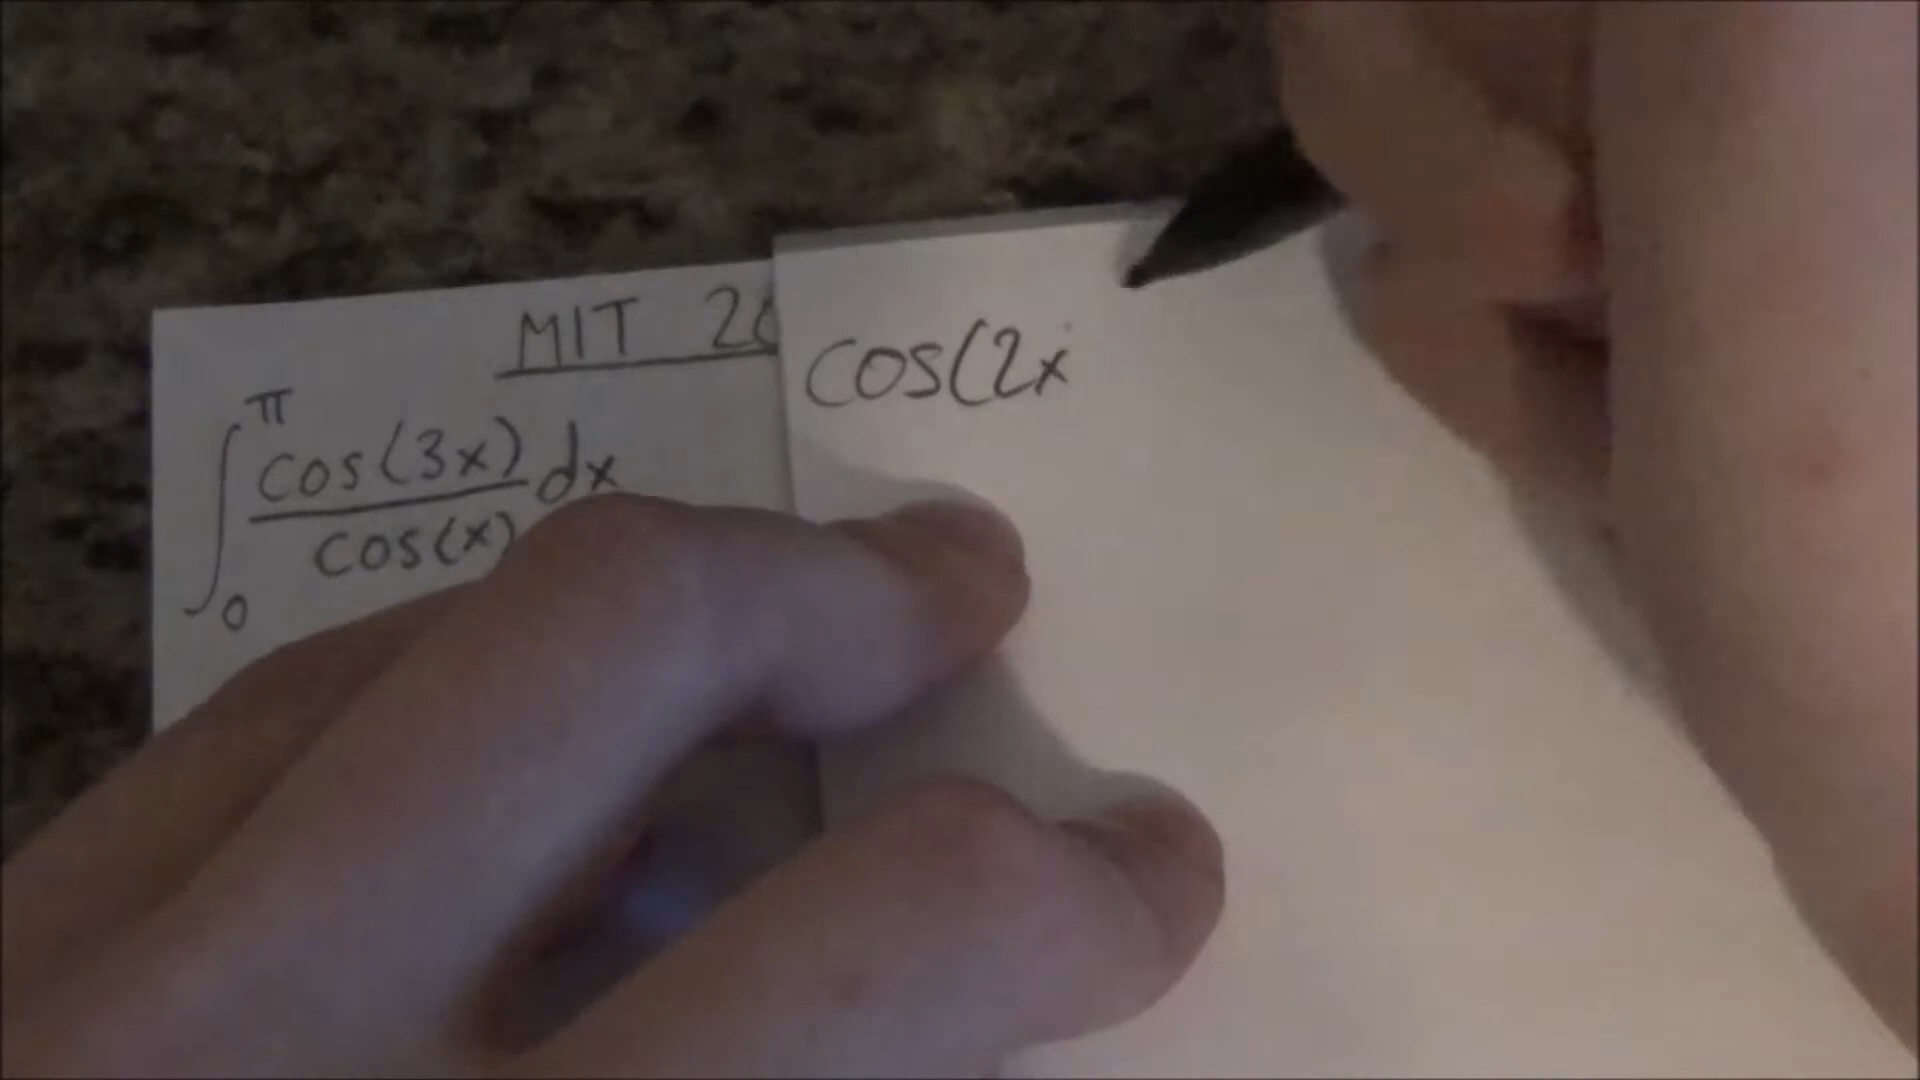 MIT 20
∫₀^π cos(3x)/cos(x) dx
cos(2x